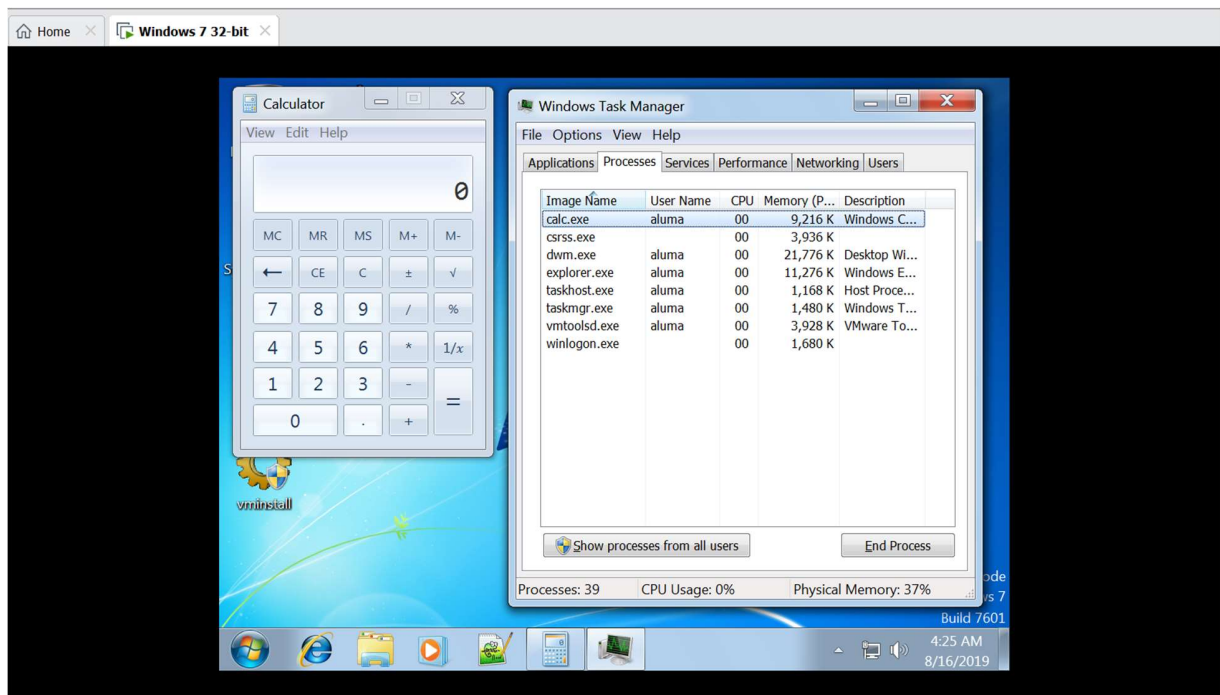 Home
Windows 7 32-bit
Calculator
View Edit Help
0
MC MR MS M+ M-
← CE C ± √
7 8 9 / %
4 5 6 * 1/x
1 2 3 - =
0 . +
vminstall
Windows Task Manager
File Options View Help
Applications Processes Services Performance Networking Users
Image Name User Name CPU Memory (P... Description
calc.exe aluma 00 9,216 K Windows C...
csrss.exe 00 3,936 K
dwm.exe aluma 00 21,776 K Desktop Wi...
explorer.exe aluma 00 11,276 K Windows E...
taskhost.exe aluma 00 1,168 K Host Proce...
taskmgr.exe aluma 00 1,480 K Windows T...
vmtoolsd.exe aluma 00 3,928 K VMware To...
winlogon.exe 00 1,680 K
Show processes from all users End Process
Processes: 39 CPU Usage: 0% Physical Memory: 37%
ode
vs 7
Build 7601
4:25 AM
8/16/2019